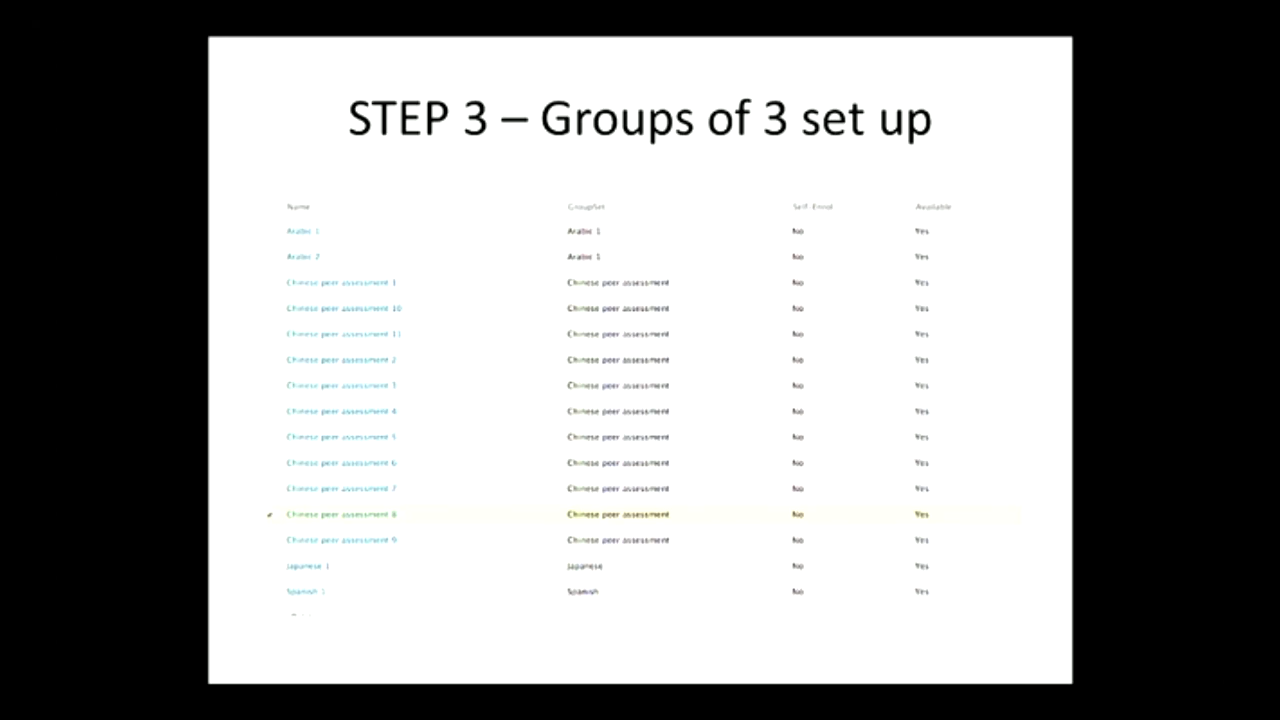 STEP 3 – Groups of 3 set up
Name GroupSet Self-Enrol Available
Arabic 1 Arabic 1 No Yes
Arabic 2 Arabic 1 No Yes
Chinese peer assessment 1 Chinese peer assessment No Yes
Chinese peer assessment 10 Chinese peer assessment No Yes
Chinese peer assessment 11 Chinese peer assessment No Yes
Chinese peer assessment 2 Chinese peer assessment No Yes
Chinese peer assessment 3 Chinese peer assessment No Yes
Chinese peer assessment 4 Chinese peer assessment No Yes
Chinese peer assessment 5 Chinese peer assessment No Yes
Chinese peer assessment 6 Chinese peer assessment No Yes
Chinese peer assessment 7 Chinese peer assessment No Yes
Chinese peer assessment 8 Chinese peer assessment No Yes
Chinese peer assessment 9 Chinese peer assessment No Yes
Japanese 1 Japanese No Yes
Spanish 1 Spanish No Yes